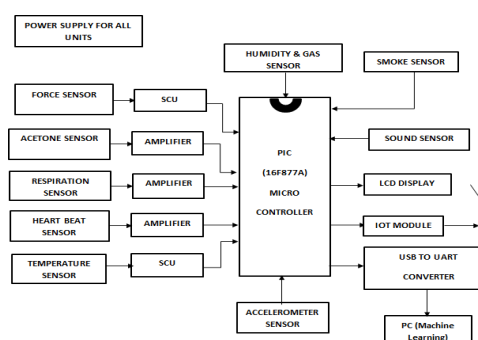 POWER SUPPLY FOR ALL
UNITS
HUMIDITY & GAS
SENSOR
SMOKE SENSOR
FORCE SENSOR
SCU
ACETONE SENSOR
AMPLIFIER
RESPIRATION
SENSOR
AMPLIFIER
HEART BEAT
SENSOR
AMPLIFIER
TEMPERATURE
SENSOR
SCU
PIC
(16F877A)
MICRO
CONTROLLER
SOUND SENSOR
LCD DISPLAY
IOT MODULE
USB TO UART
CONVERTER
ACCELEROMETER
SENSOR
PC (Machine
Learning)